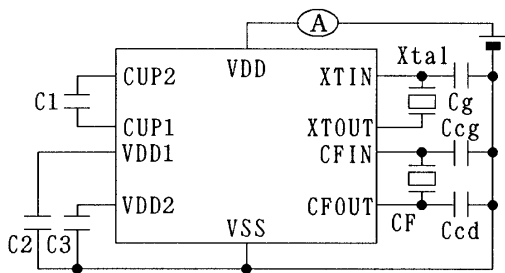 A
VDD
Xtal
CUP2
XTIN
C1
Cg
CUP1
XTOUT
Ccg
VDD1
CFIN
VDD2
CFOUT
C2
C3
VSS
CF
Ccd